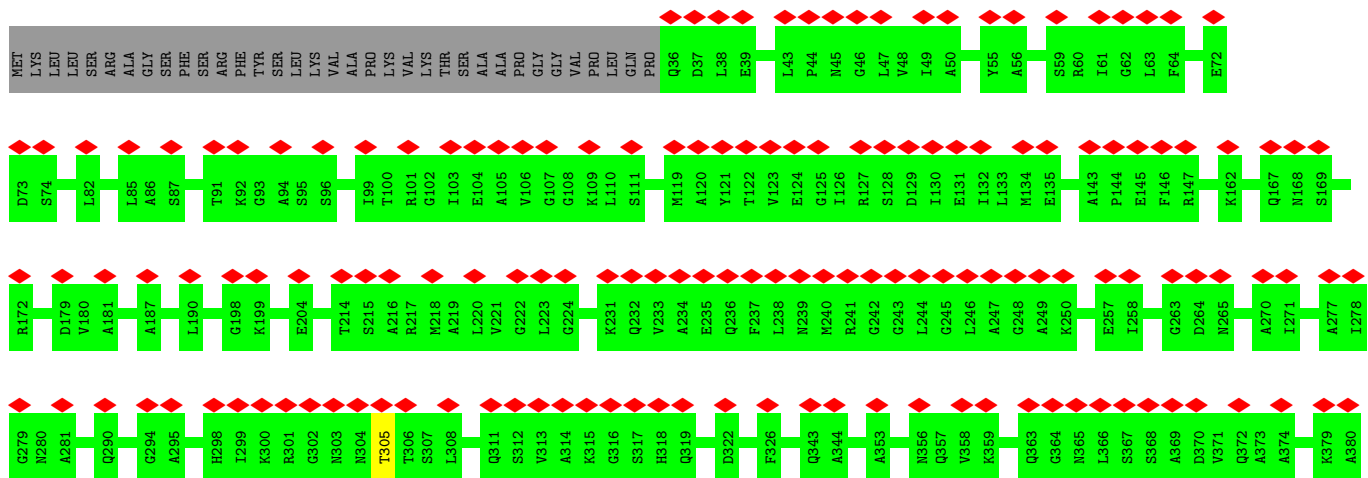 MET LYS LEU LEU SER ARG ALA GLY SER PHE SER ARG PHE TYR SER LEU LYS VAL ALA PRO LYS VAL LYS THR SER ALA ALA PRO GLY GLY VAL PRO LEU GLN PRO Q36 D37 L38 E39 L43 P44 N45 G46 L47 V48 I49 A50 Y55 A56 S59 R60 I61 G62 L63 F64 E72
D73 S74 L82 L85 A86 S87 T91 K92 G93 A94 S95 S96 I99 T100 R101 G102 I103 E104 A105 V106 G107 G108 K109 L110 S111 M119 A120 Y121 T122 V123 E124 G125 I126 R127 S128 D129 I130 E131 I132 L133 M134 E135 A143 P144 E145 F146 R147 K162 Q167 N168 S169
R172 D179 V180 A181 A187 L190 G198 K199 E204 T214 S215 A216 R217 M218 A219 L220 V221 G222 L223 G224 K231 Q232 V233 A234 E235 Q236 F237 L238 N239 M240 R241 G242 G243 L244 G245 L246 A247 G248 A249 K250 E257 I258 G263 D264 N265 A270 I271 A277 I278
G279 N280 A281 Q290 G294 A295 H298 I299 K300 R301 G302 N303 N304 T305 T306 S307 L308 Q311 S312 V313 A314 K315 G316 S317 H318 Q319 D322 F326 Q343 A344 A353 N356 Q357 V358 K359 Q363 G364 N365 L366 S367 S368 A369 D370 V371 Q372 A373 A374 K379 A380